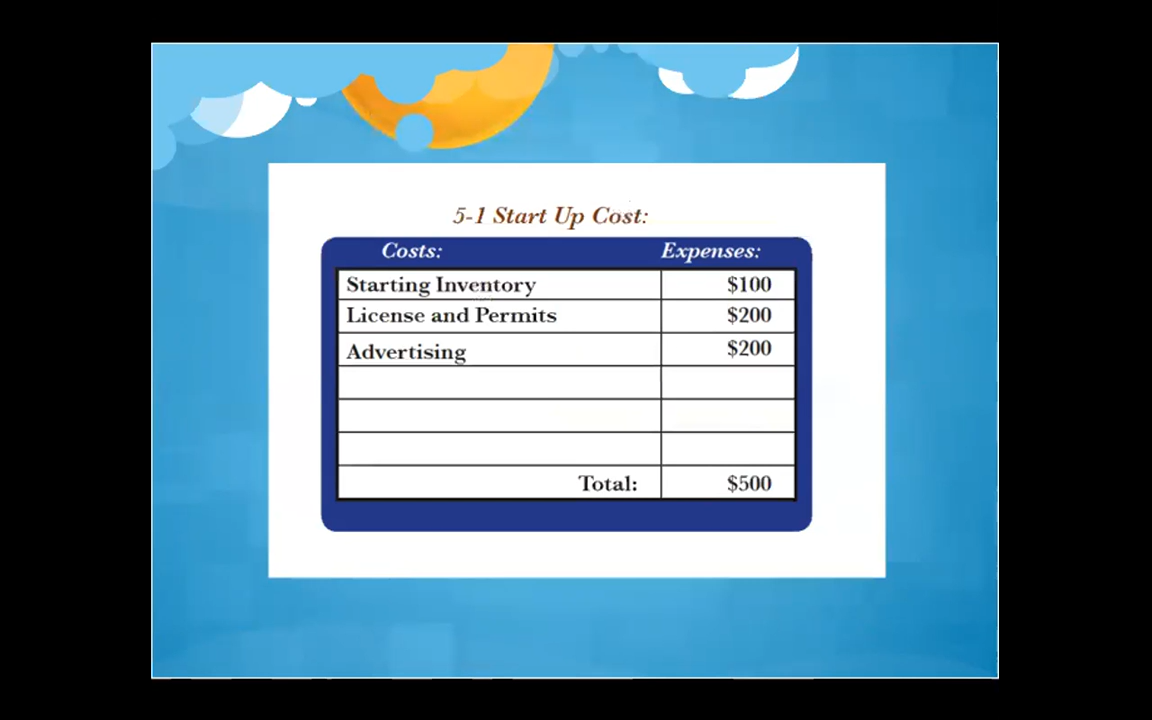 5-1 Start Up Cost:
Costs: Expenses:
Starting Inventory $100
License and Permits $200
Advertising $200
Total: $500